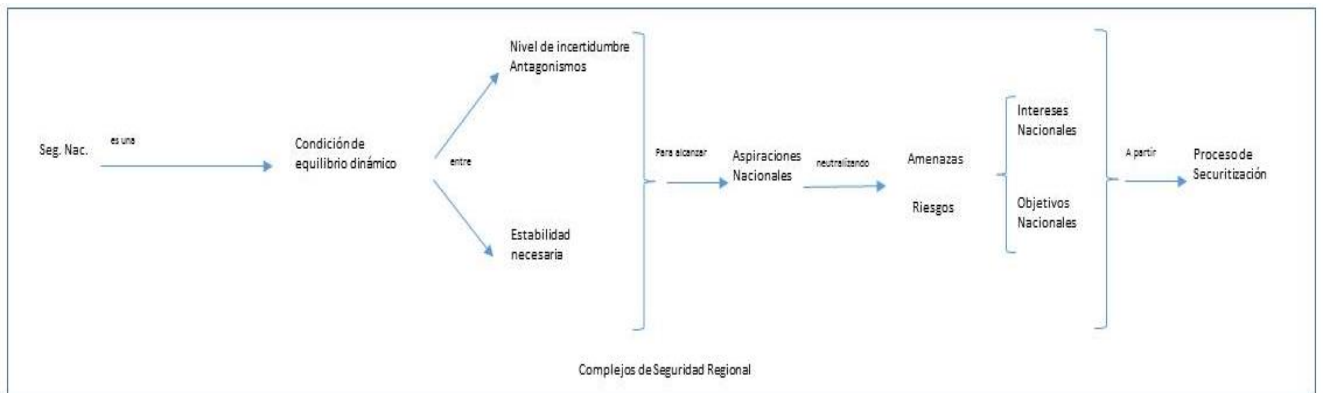 Seg. Nac.
es una
Condición de
equilibrio dinámico
entre
Nivel de incertidumbre
Antagonismos
Estabilidad
necesaria
Para alcanzar
Aspiraciones
Nacionales
neutralizando
Amenazas
Riesgos
Intereses
Nacionales
Objetivos
Nacionales
A partir
Proceso de
Securitización
Complejos de Seguridad Regional